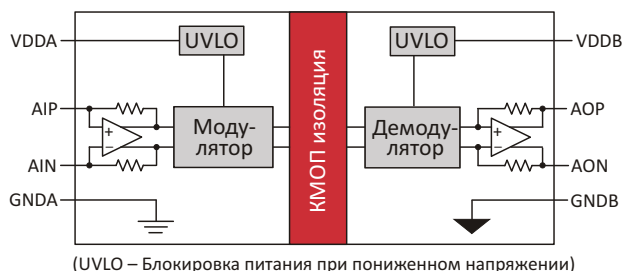 VDDA
UVLO
UVLO
VDDB
AIP
AIN
GNDA
+
−
Моду-
лятор
КМОП изоляция
Демоду-
лятор
+
−
AOP
AON
GNDB
(UVLO – Блокировка питания при пониженном напряжении)